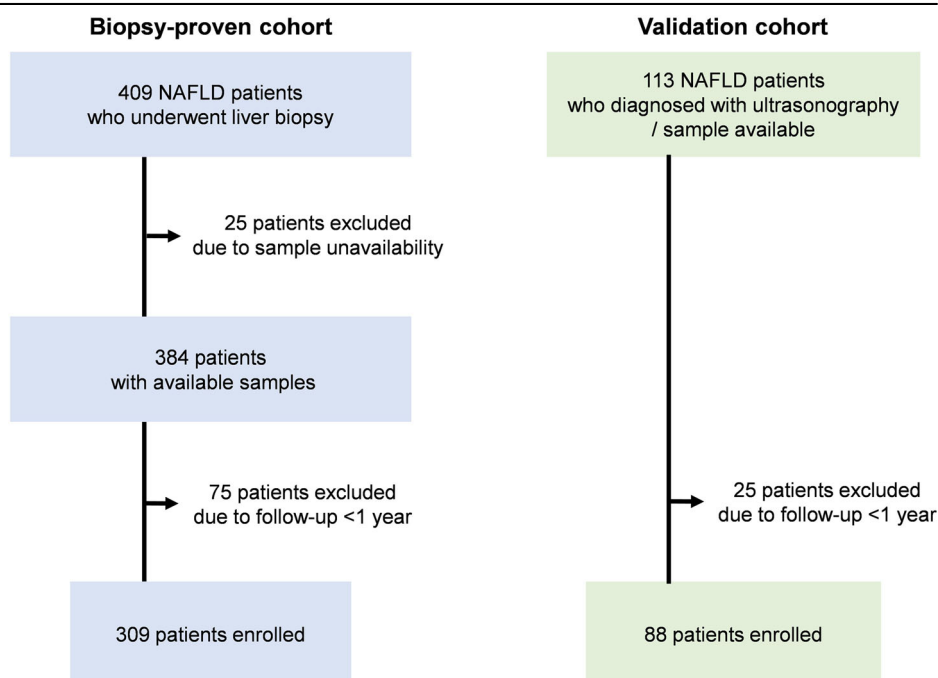 Biopsy-proven cohort
409 NAFLD patients
who underwent liver biopsy
25 patients excluded
due to sample unavailability
384 patients
with available samples
75 patients excluded
due to follow-up <1 year
309 patients enrolled
Validation cohort
113 NAFLD patients
who diagnosed with ultrasonography
/ sample available
25 patients excluded
due to follow-up <1 year
88 patients enrolled